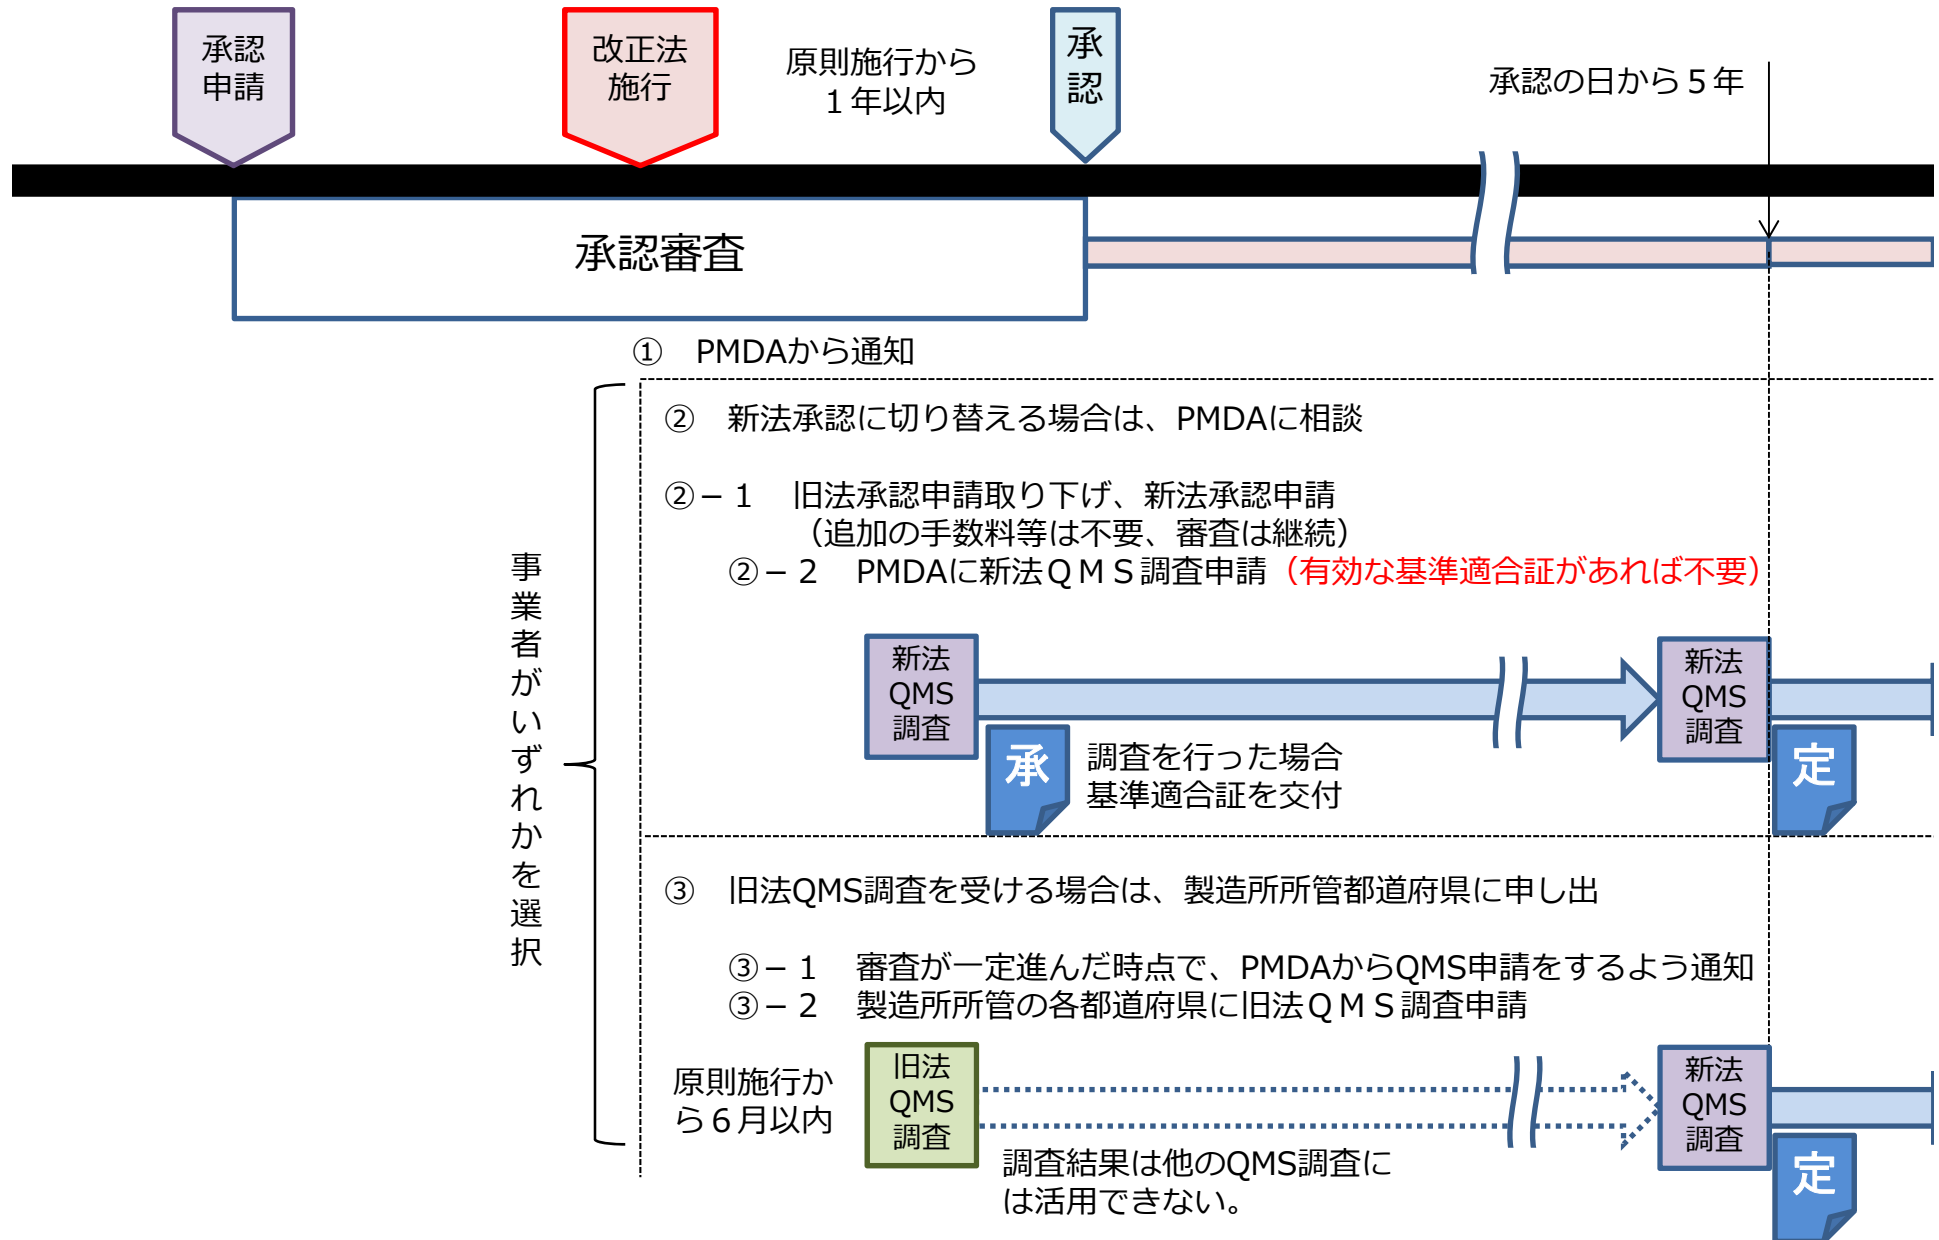 承認
申請
改正法
施行
原則施行から
１年以内
承
認
承認の日から５年
承認審査
①　PMDAから通知
②　新法承認に切り替える場合は、PMDAに相談
②－１　旧法承認申請取り下げ、新法承認申請
（追加の手数料等は不要、審査は継続）
②－２　PMDAに新法ＱＭＳ調査申請（有効な基準適合証があれば不要）
事業者がいずれかを選択
新法
QMS
調査
承
調査を行った場合
基準適合証を交付
新法
QMS
調査
定
③　旧法QMS調査を受ける場合は、製造所所管都道府県に申し出
③－１　審査が一定進んだ時点で、PMDAからQMS申請をするよう通知
③－２　製造所所管の各都道府県に旧法ＱＭＳ調査申請
原則施行か
ら６月以内
旧法
QMS
調査
調査結果は他のQMS調査に
は活用できない。
新法
QMS
調査
定